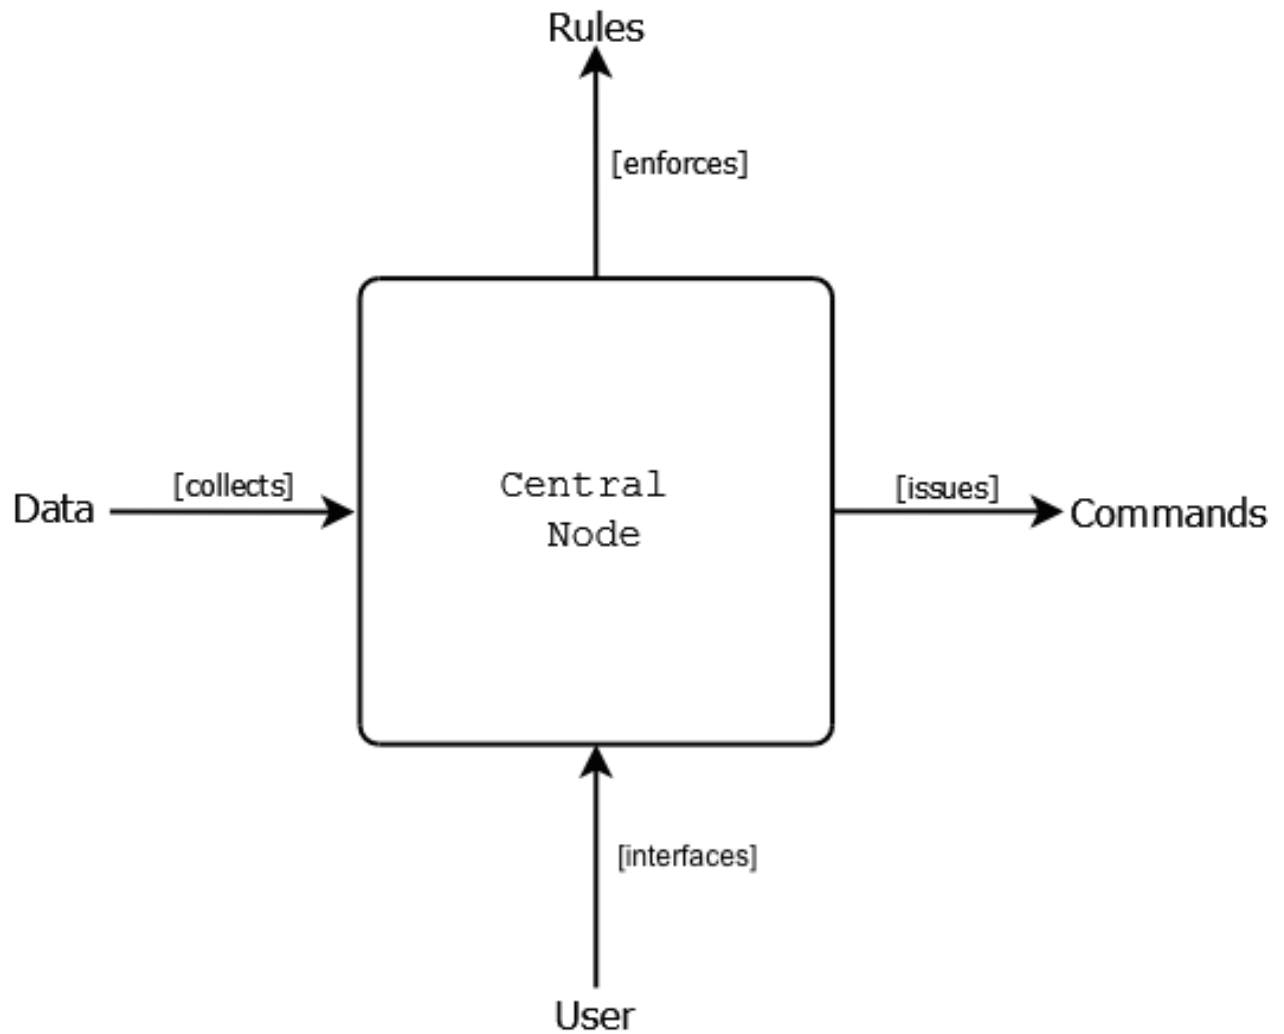 Rules
[enforces]
[collects]
[issues]
Data
Central
Node
Commands
[interfaces]
User